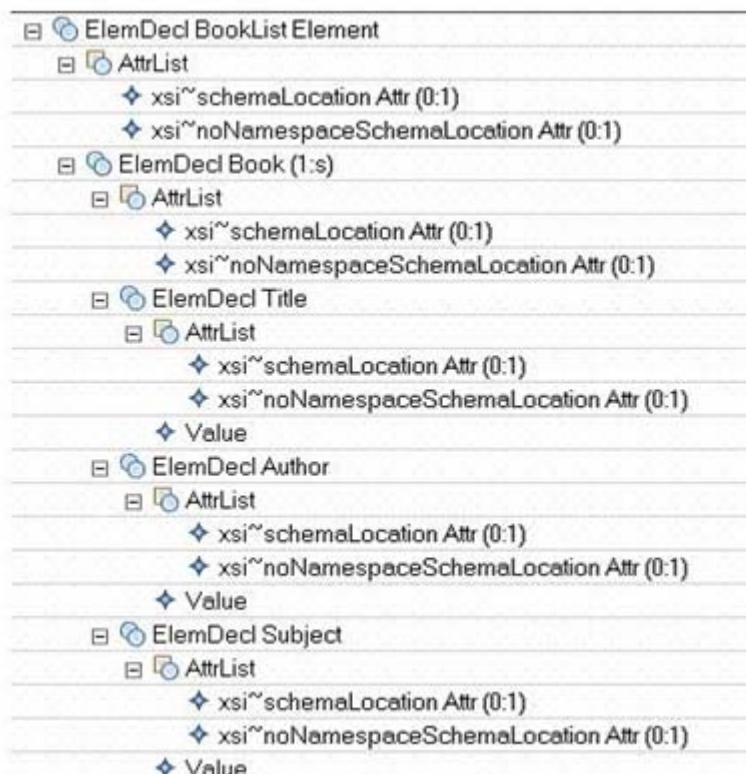 ElemDecl BookList Element
AttrList
xsi~schemaLocation Attr (0:1)
xsi~noNamespaceSchemaLocation Attr (0:1)
ElemDecl Book (1:s)
AttrList
xsi~schemaLocation Attr (0:1)
xsi~noNamespaceSchemaLocation Attr (0:1)
ElemDecl Title
AttrList
xsi~schemaLocation Attr (0:1)
xsi~noNamespaceSchemaLocation Attr (0:1)
Value
ElemDecl Author
AttrList
xsi~schemaLocation Attr (0:1)
xsi~noNamespaceSchemaLocation Attr (0:1)
Value
ElemDecl Subject
AttrList
xsi~schemaLocation Attr (0:1)
xsi~noNamespaceSchemaLocation Attr (0:1)
Value